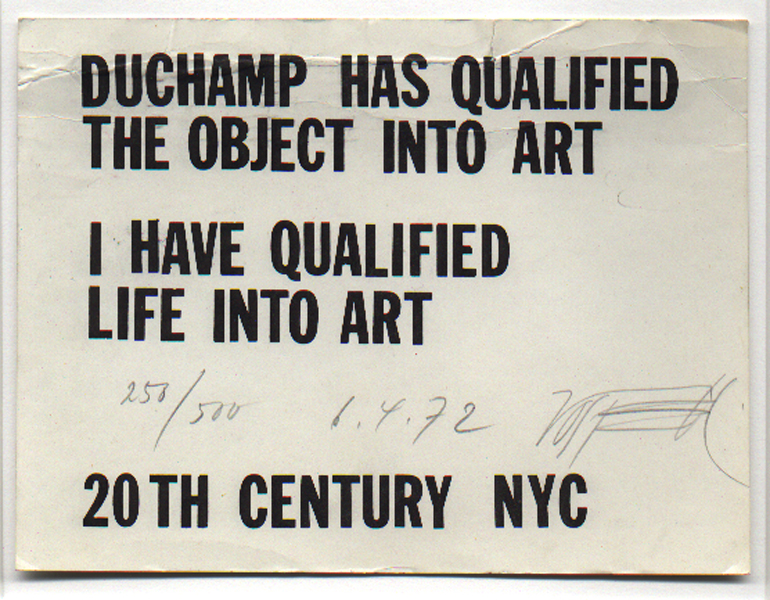 DUCHAMP HAS QUALIFIED
THE OBJECT INTO ART
I HAVE QUALIFIED
LIFE INTO ART
250/500 6.4.72
20TH CENTURY NYC